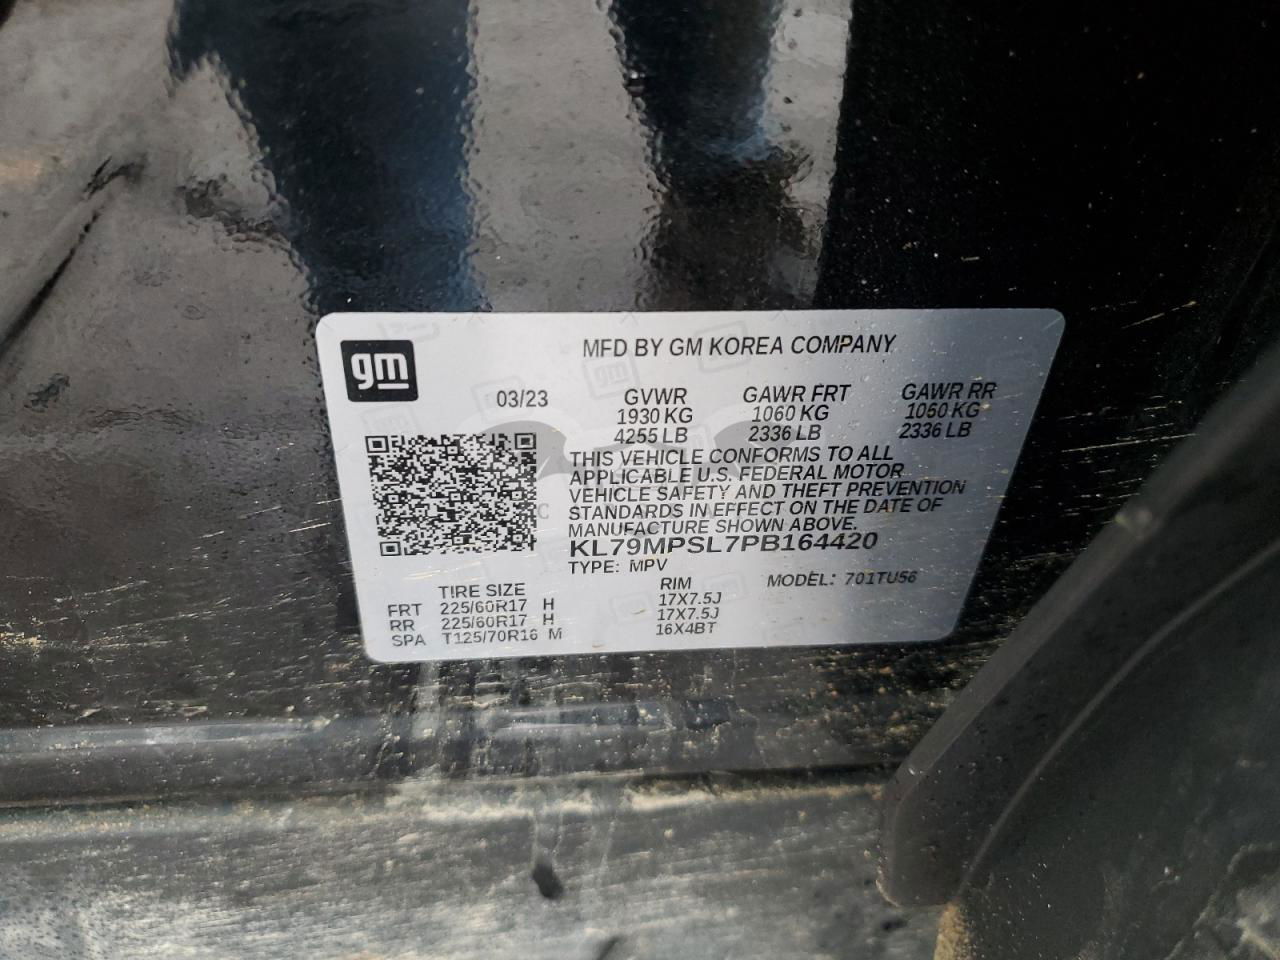 gm
MFD BY GM KOREA COMPANY
03/23 GVWR GAWR FRT GAWR RR
1930 KG 1060 KG 1060 KG
4255 LB 2336 LB 2336 LB
THIS VEHICLE CONFORMS TO ALL
APPLICABLE U.S. FEDERAL MOTOR
VEHICLE SAFETY AND THEFT PREVENTION
STANDARDS IN EFFECT ON THE DATE OF
MANUFACTURE SHOWN ABOVE.
KL79MPSL7PB164420
TYPE: MPV
TIRE SIZE RIM MODEL: 701TU56
FRT 225/60R17 H 17X7.5J
RR 225/60R17 H 17X7.5J
SPA T125/70R16 M 16X4BT